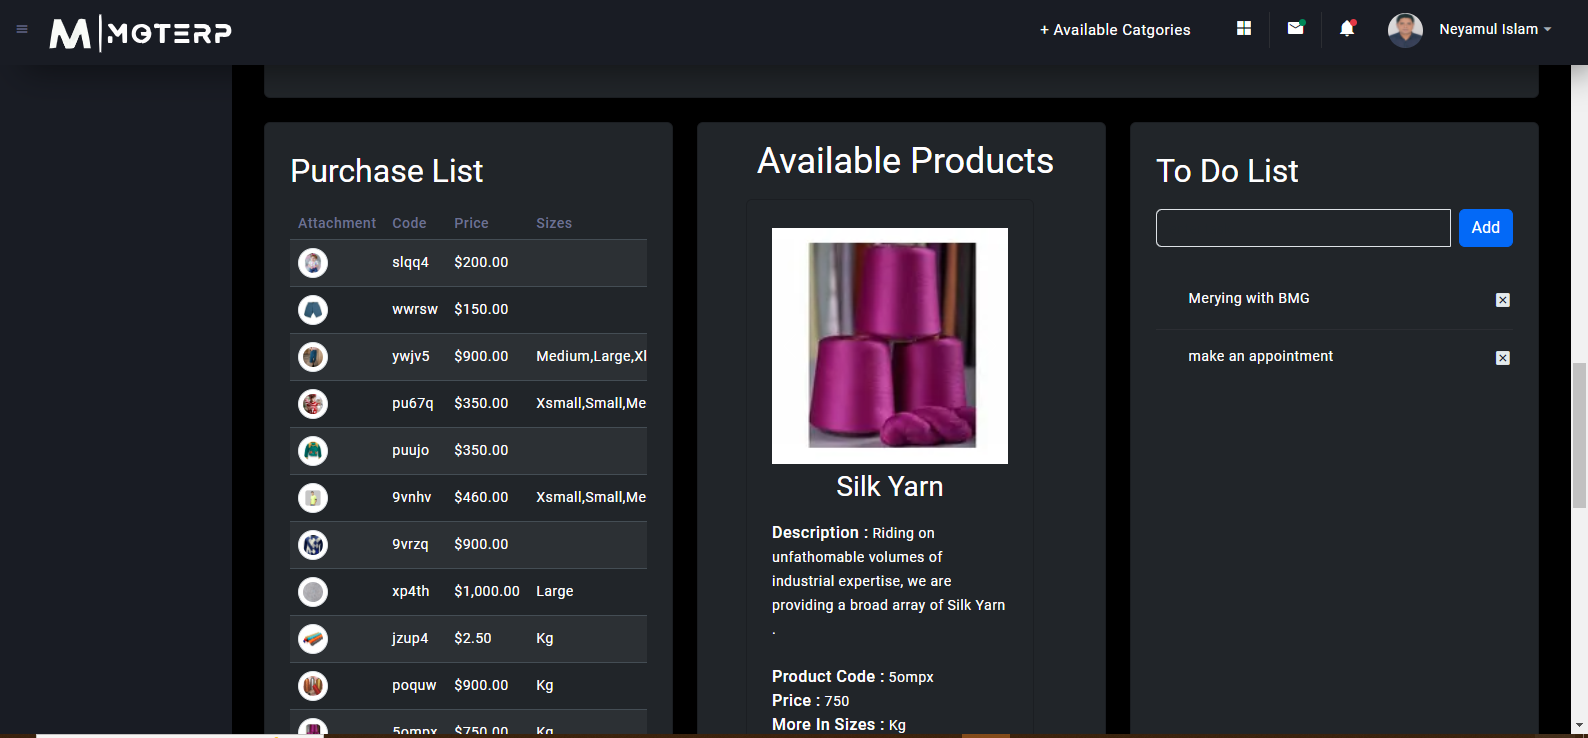 M|MGTERP
+ Available Catgories
Neyamul Islam
Purchase List
Attachment Code Price Sizes
slqq4 $200.00
wwrsw $150.00
ywjv5 $900.00 Medium,Large,Xl
pu67q $350.00 Xsmall,Small,Me
puujo $350.00
9vnhv $460.00 Xsmall,Small,Me
9vrzq $900.00
xp4th $1,000.00 Large
jzup4 $2.50 Kg
poquw $900.00 Kg
5ompx $750.00 Kg
Available Products
Silk Yarn
Description : Riding on
unfathomable volumes of
industrial expertise, we are
providing a broad array of Silk Yarn
.
Product Code : 5ompx
Price : 750
More In Sizes : Kg
To Do List
Add
Merying with BMG
make an appointment